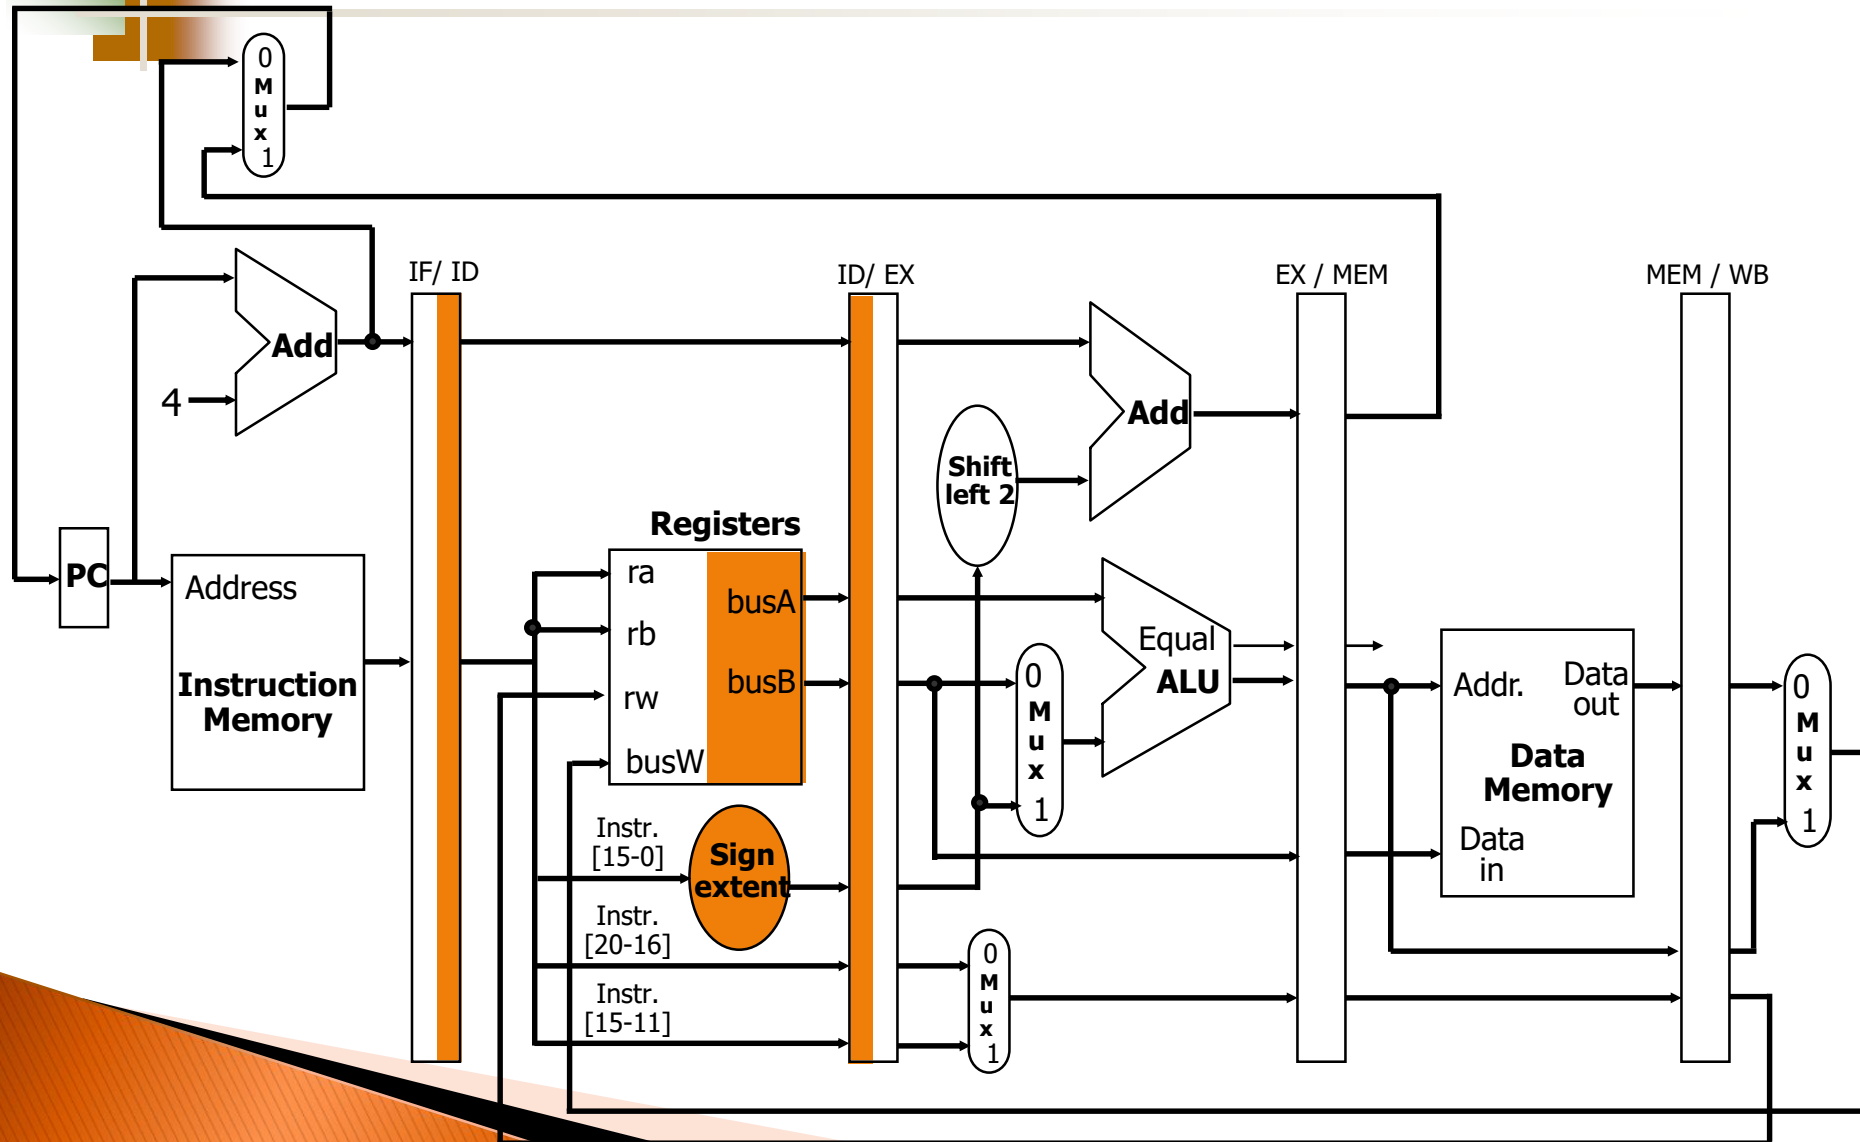 0
M
u
x
1
IF/ ID
ID/ EX
EX / MEM
MEM / WB
Add
4
Add
Shift
left 2
Registers
PC
Address
Instruction
Memory
ra
rb
rw
busW
busA
busB
Equal
ALU
0
M
u
x
1
Addr.
Data
out
Data
Memory
Data
in
0
M
u
x
1
Instr.
[15-0]
Sign
extent
Instr.
[20-16]
Instr.
[15-11]
0
M
u
x
1